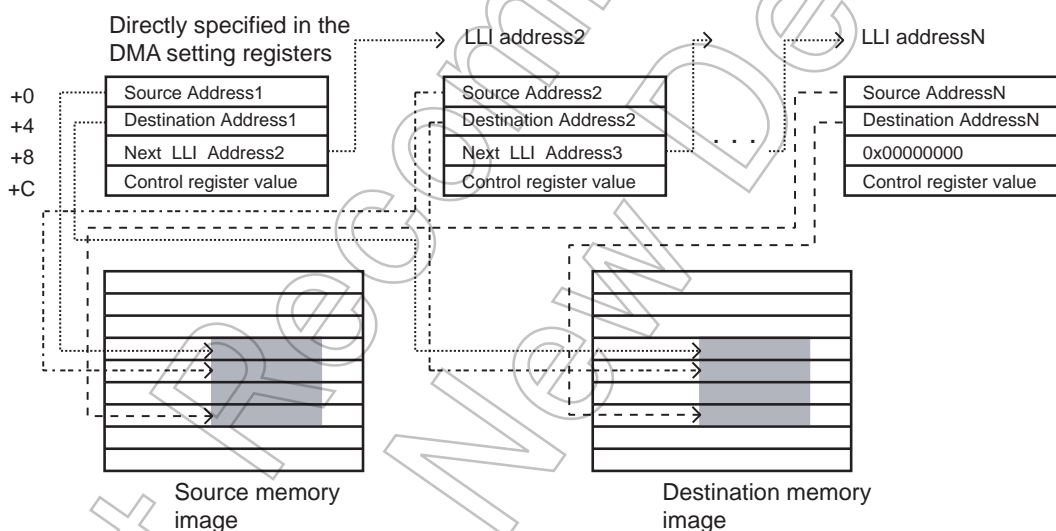 Directly specified in the
DMA setting registers
LLI address2
LLI addressN
+0
Source Address1
Source Address2
Source AddressN
+4
Destination Address1
Destination Address2
Destination AddressN
+8
Next LLI Address2
Next LLI Address3
. . .
0x00000000
+C
Control register value
Control register value
Control register value
Source memory
image
Destination memory
image